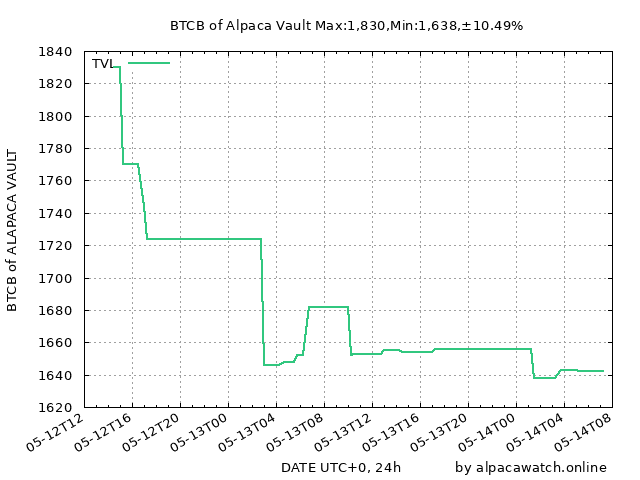 BTCB of Alpaca Vault Max:1,830,Min:1,638,±10.49%
TVL
BTCB of ALAPACA VAULT
1840
1820
1800
1780
1760
1740
1720
1700
1680
1660
1640
1620
05-12T12
05-12T16
05-12T20
05-13T00
05-13T04
05-13T08
05-13T12
05-13T16
05-13T20
05-14T00
05-14T04
05-14T08
DATE UTC+0, 24h
by alpacawatch.online